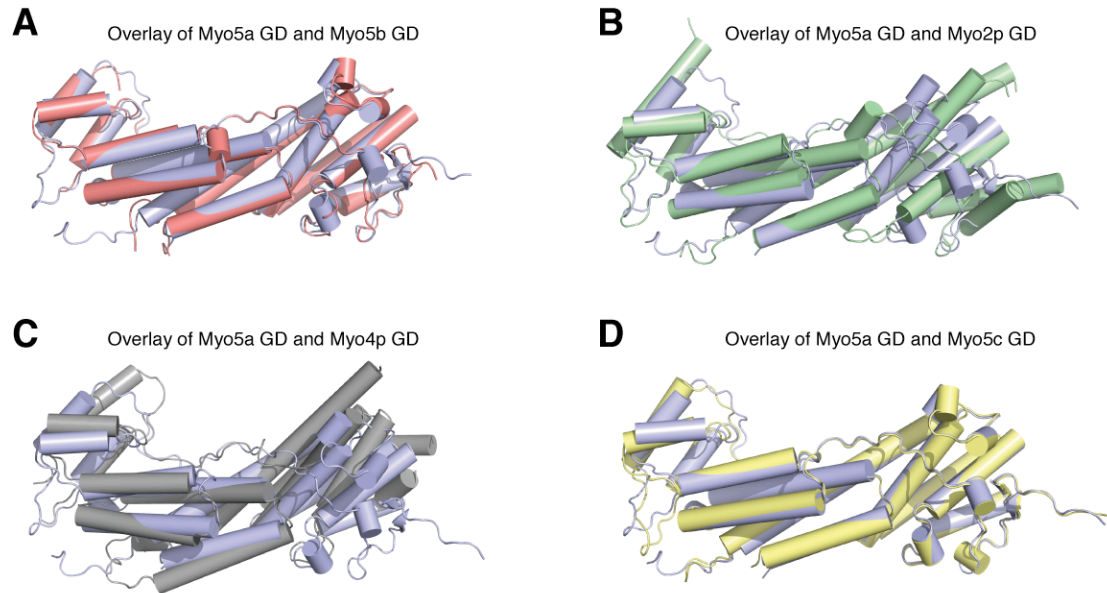 A
Overlay of Myo5a GD and Myo5b GD
B
Overlay of Myo5a GD and Myo2p GD
C
Overlay of Myo5a GD and Myo4p GD
D
Overlay of Myo5a GD and Myo5c GD